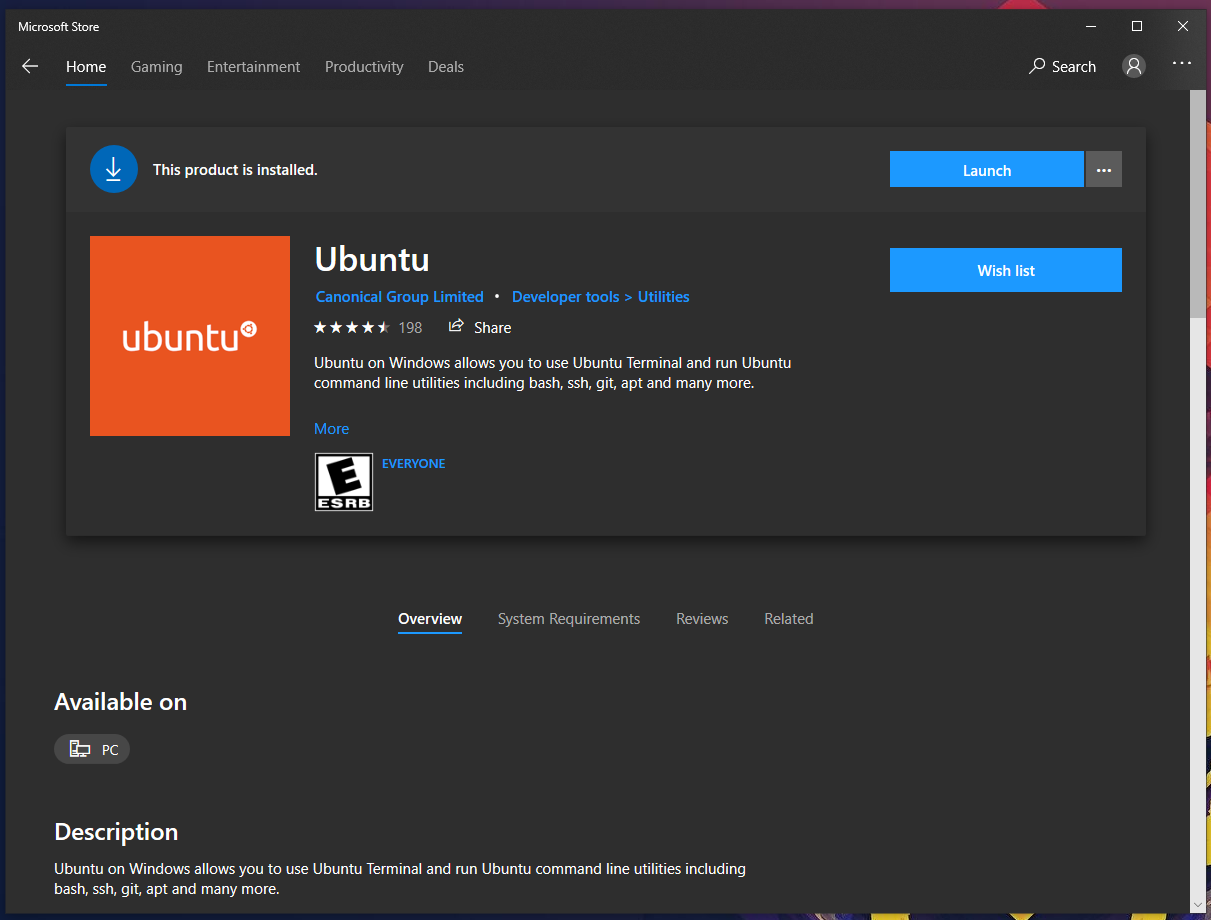 Microsoft Store
Home Gaming Entertainment Productivity Deals Search
This product is installed. Launch
ubuntu
Ubuntu
Wish list
Canonical Group Limited • Developer tools > Utilities
198 Share
Ubuntu on Windows allows you to use Ubuntu Terminal and run Ubuntu
command line utilities including bash, ssh, git, apt and many more.
More
E
ESRB
EVERYONE
Overview System Requirements Reviews Related
Available on
PC
Description
Ubuntu on Windows allows you to use Ubuntu Terminal and run Ubuntu command line utilities including
bash, ssh, git, apt and many more.